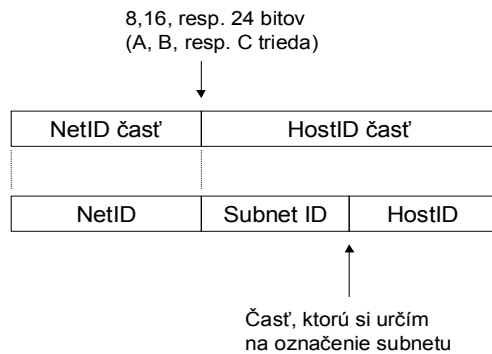 8,16, resp. 24 bitov
(A, B, resp. C trieda)
NetID časť HostID časť
NetID Subnet ID HostID
Časť, ktorú si určím
na označenie subnetu